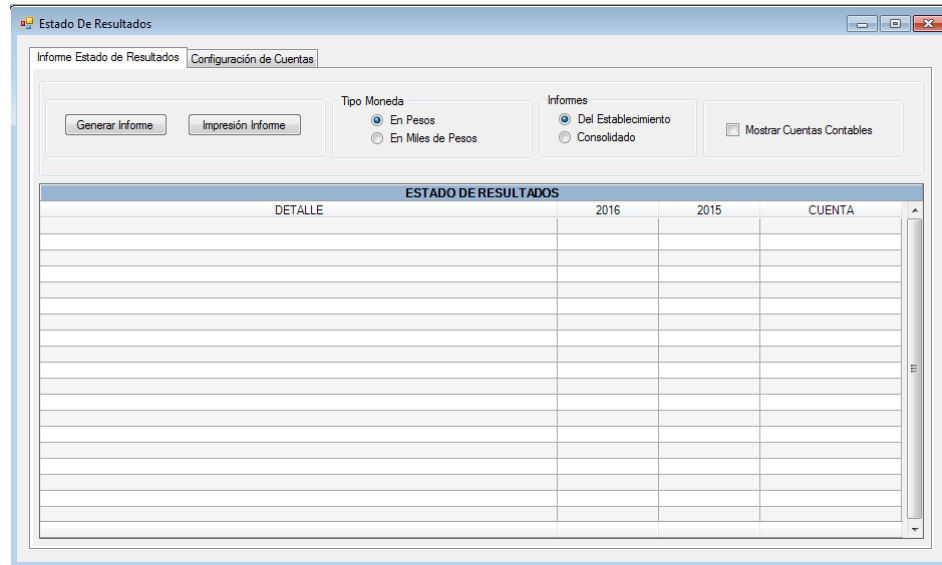 Estado De Resultados
Informe Estado de Resultados Configuración de Cuentas
Generar Informe Impresión Informe
Tipo Moneda
En Pesos
En Miles de Pesos
Informes
Del Establecimiento
Consolidado
Mostrar Cuentas Contables
ESTADO DE RESULTADOS
DETALLE 2016 2015 CUENTA